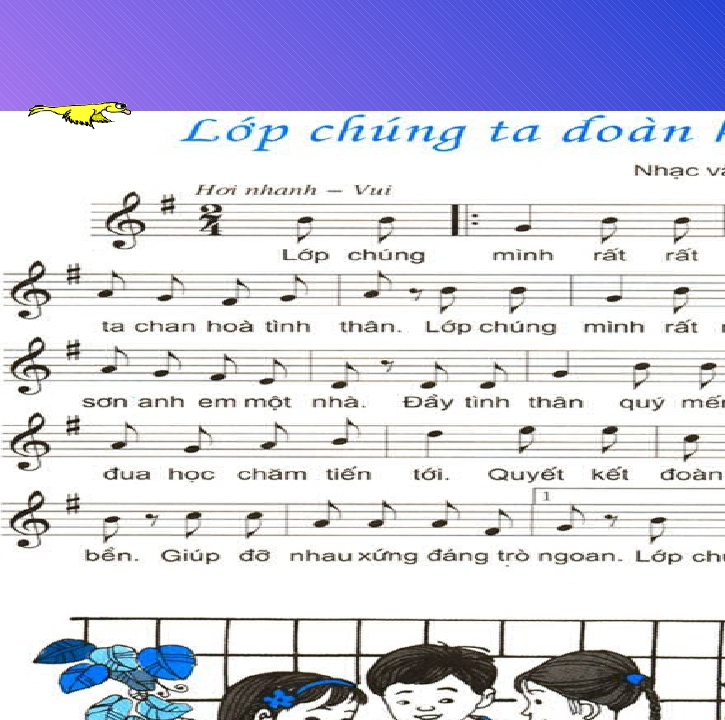 Lớp chúng ta đoàn
Nhạc
Hơi nhanh – Vui
2
4
Lớp chúng mình rất rất
ta chan hoà tình thân. Lớp chúng mình rất
sơn anh em một nhà. Đầy tình thân quý mến
đua học chăm tiến tới. Quyết kết đoàn
1
bền. Giúp đỡ nhau xứng đáng trò ngoan. Lớp